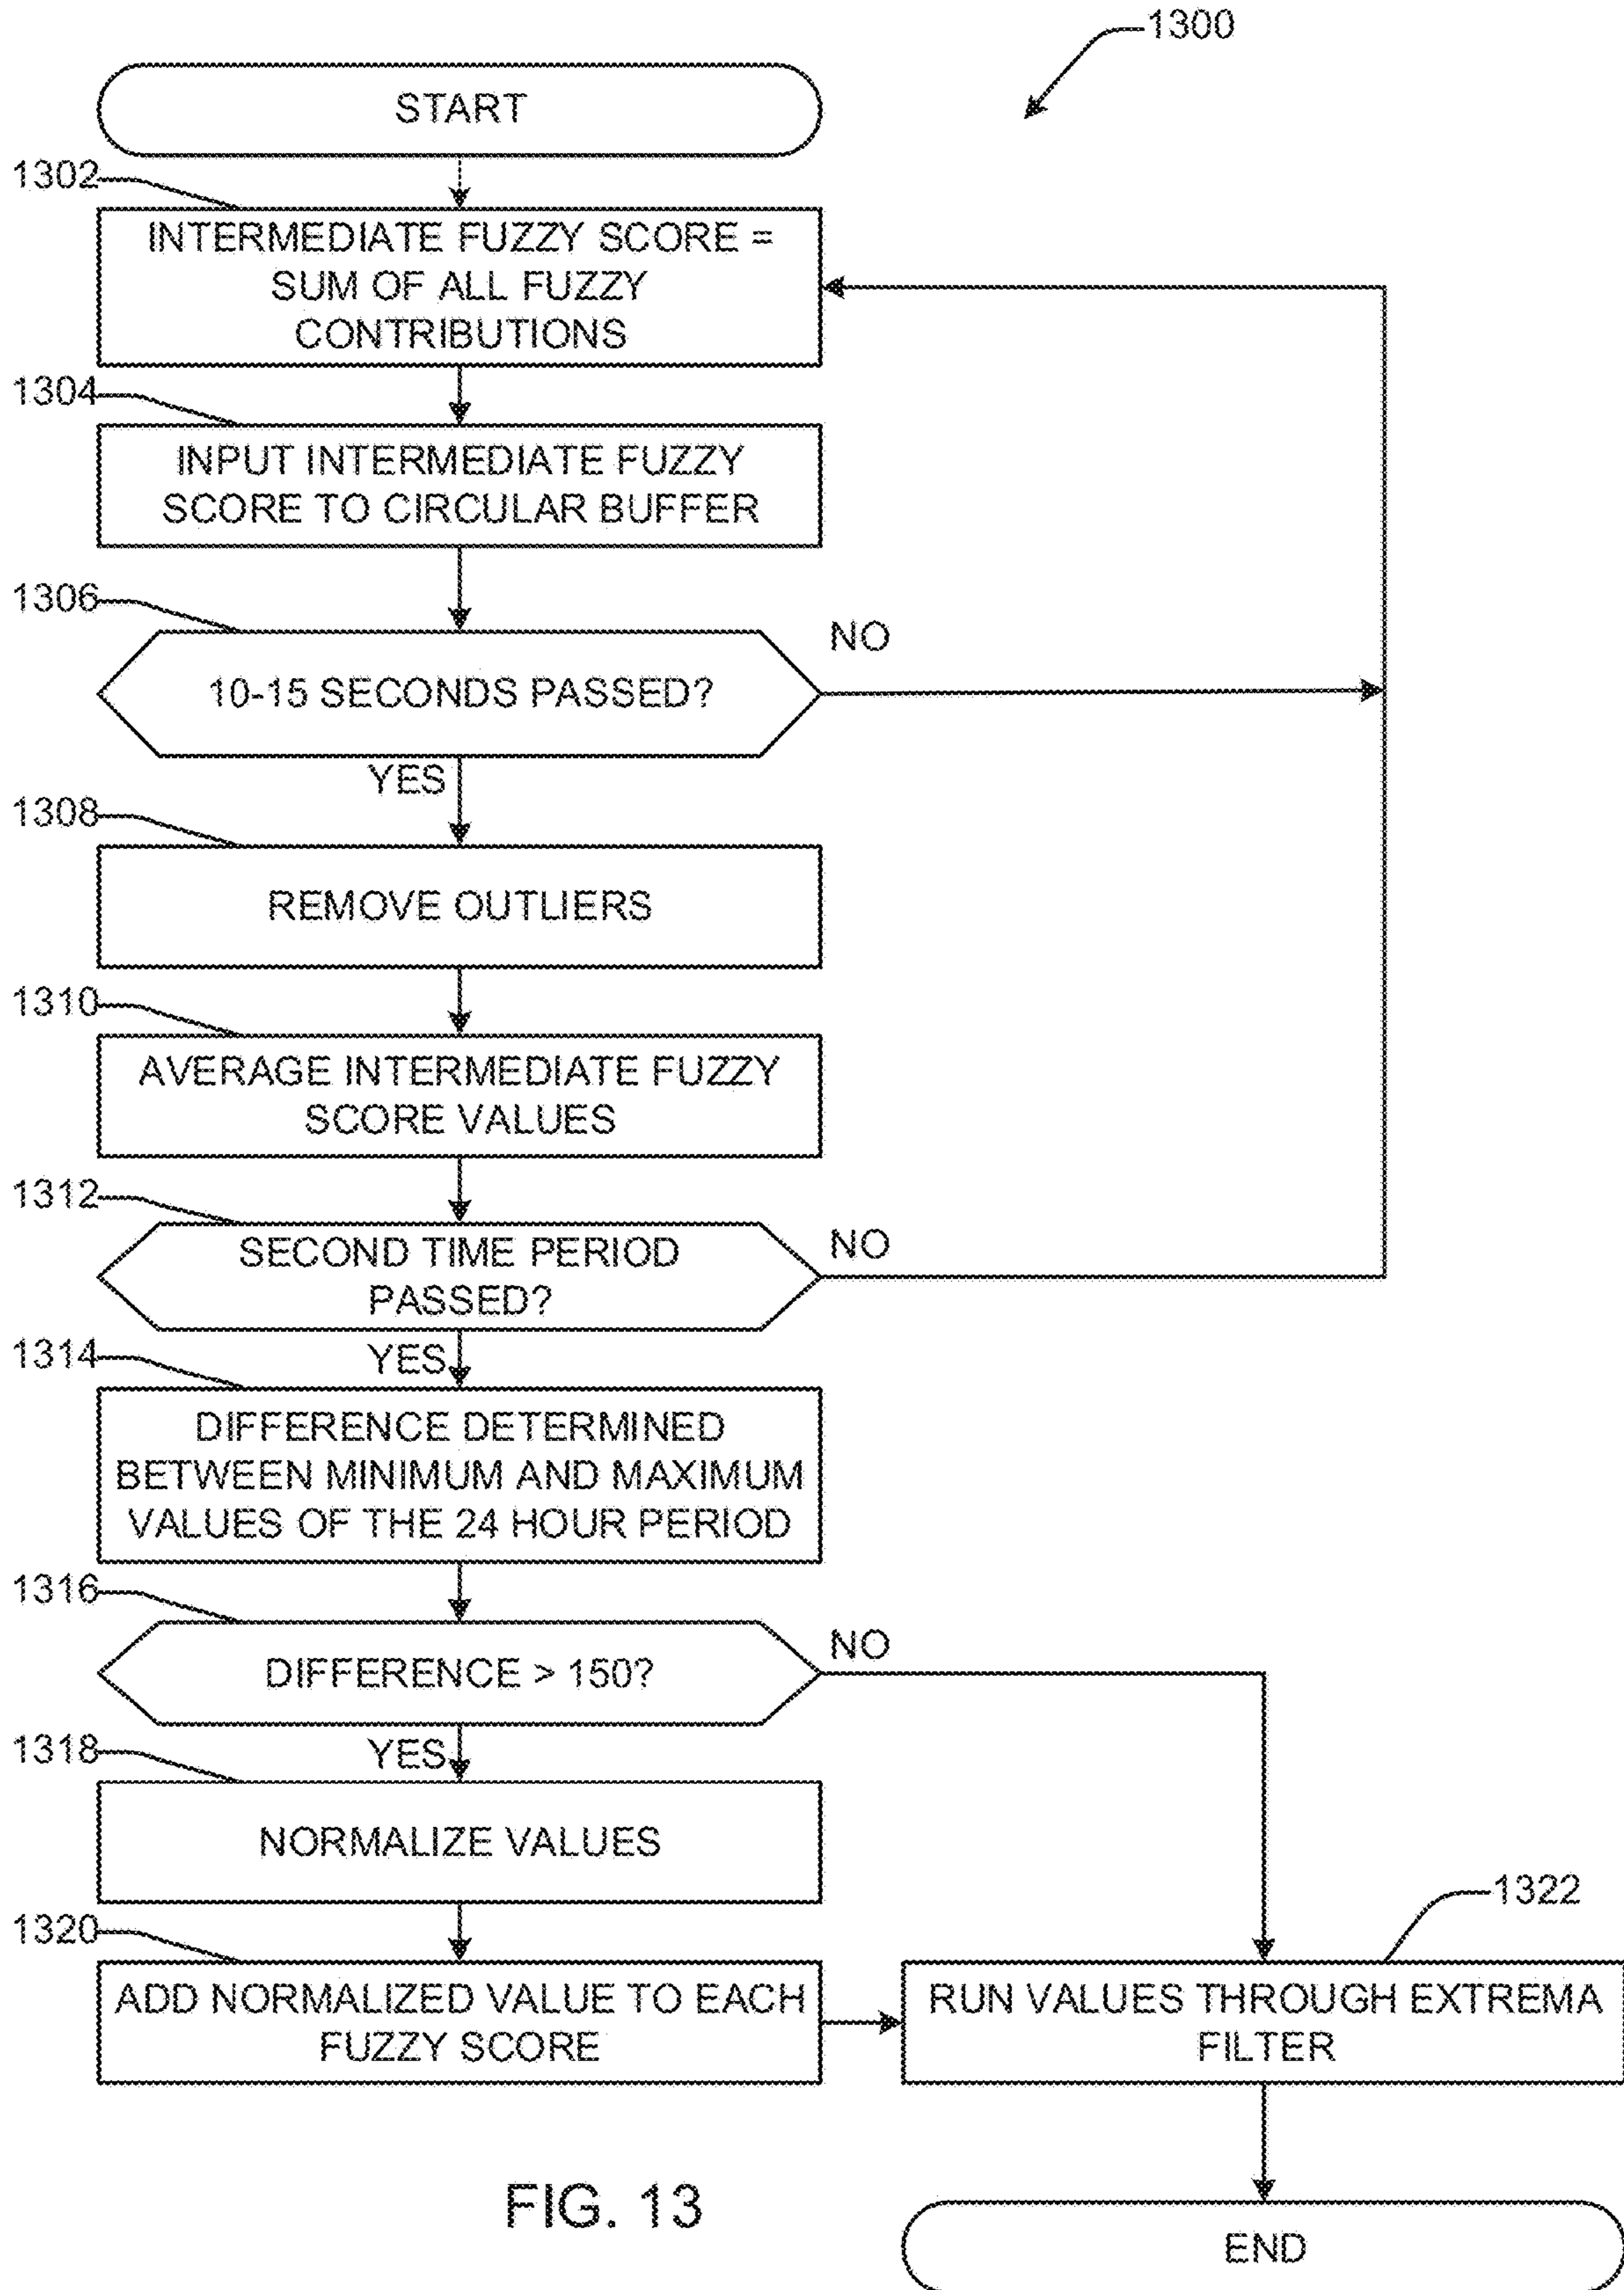 1300
START
1302
INTERMEDIATE FUZZY SCORE =
SUM OF ALL FUZZY
CONTRIBUTIONS
1304
INPUT INTERMEDIATE FUZZY
SCORE TO CIRCULAR BUFFER
1306
10-15 SECONDS PASSED?
NO
YES
1308
REMOVE OUTLIERS
1310
AVERAGE INTERMEDIATE FUZZY
SCORE VALUES
1312
SECOND TIME PERIOD
PASSED?
NO
YES
1314
DIFFERENCE DETERMINED
BETWEEN MINIMUM AND MAXIMUM
VALUES OF THE 24 HOUR PERIOD
1316
DIFFERENCE > 150?
NO
YES
1318
NORMALIZE VALUES
1320
ADD NORMALIZED VALUE TO EACH
FUZZY SCORE
1322
RUN VALUES THROUGH EXTREMA
FILTER
END
FIG. 13